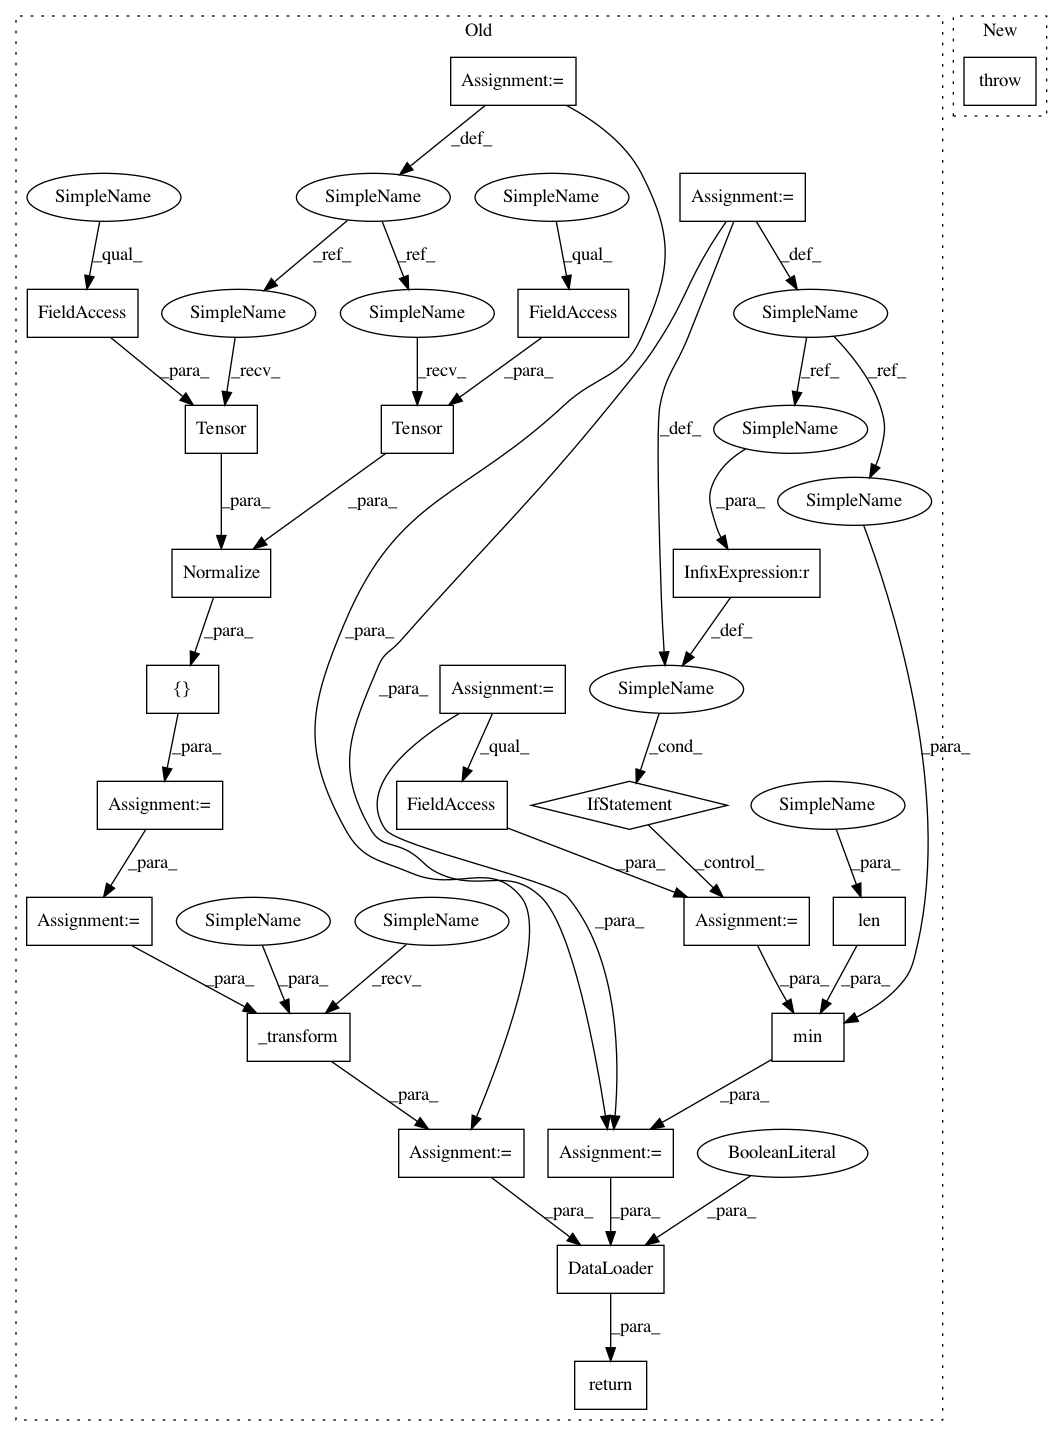 Old
New
Assignment:=
throw
_def_
SimpleName
SimpleName
SimpleName
Assignment:=
_qual_
_ref_
_ref_
_qual_
_def_
FieldAccess
SimpleName
SimpleName
FieldAccess
SimpleName
_para_
_recv_
_recv_
_para_
_ref_
_ref_
Tensor
Tensor
_def_
SimpleName
_para_
_para_
_para_
SimpleName
Normalize
InfixExpression:r
_para_
_para_
_def_
{}
_para_
Assignment:=
SimpleName
_para_
_qual_
_cond_
_para_
Assignment:=
FieldAccess
IfStatement
SimpleName
_para_
_para_
_control_
_para_
Assignment:=
SimpleName
SimpleName
_para_
Assignment:=
len
_para_
_para_
_recv_
_para_
_para_
_transform
min
_para_
_para_
Assignment:=
Assignment:=
BooleanLiteral
_para_
_para_
_para_
DataLoader
_para_
return